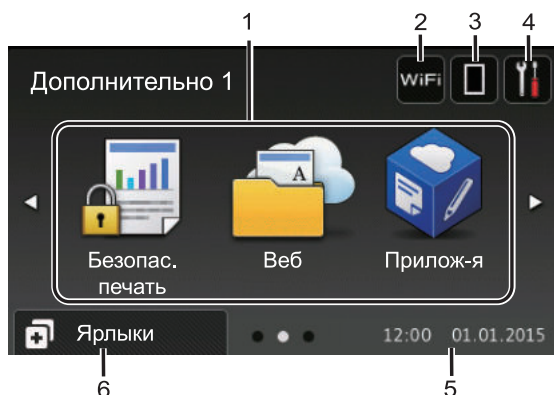 1 2 3 4
Дополнительно 1
WiFi
A
Безопас.
печать
Веб
Прилож-я
Ярлыки
12:00 01.01.2015
6 5